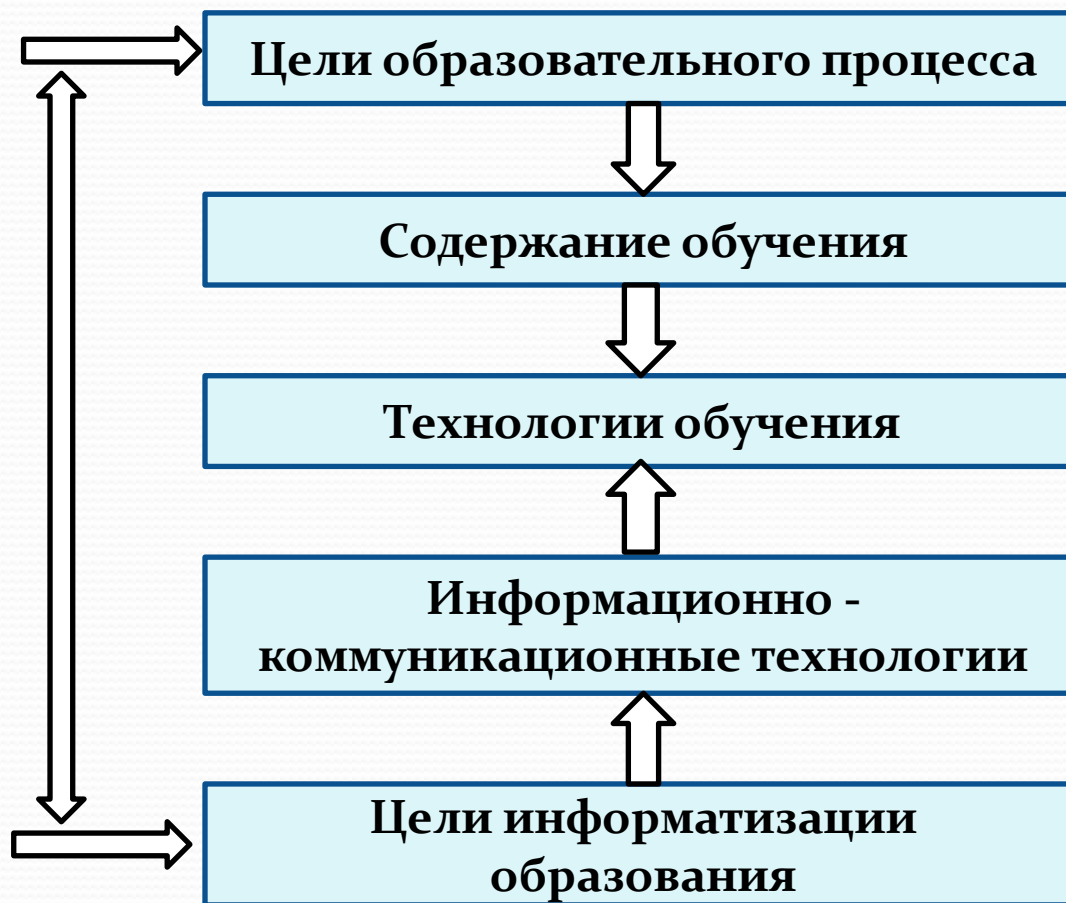 Цели образовательного процесса
Содержание обучения
Технологии обучения
Информационно -
коммуникационные технологии
Цели информатизации
образования